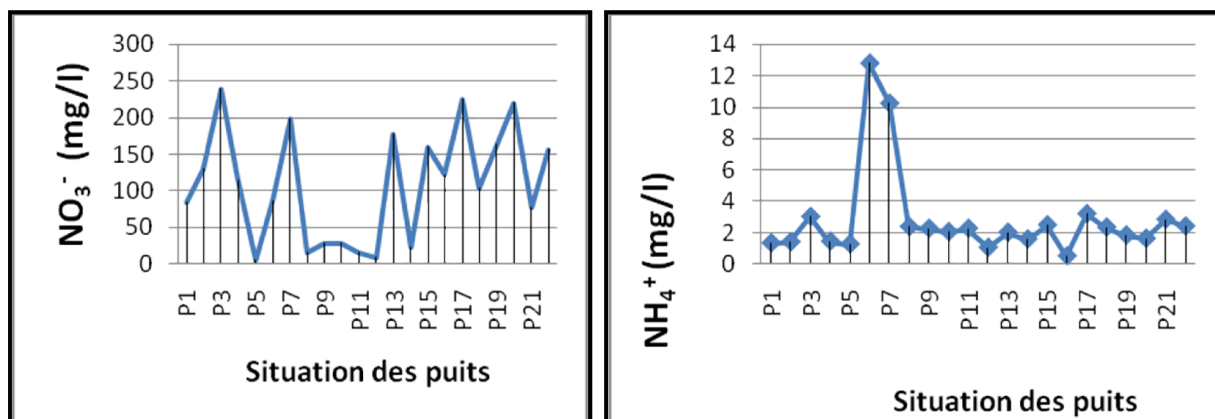 NO₃⁻ (mg/l)
300
250
200
150
100
50
0
P1
P3
P5
P7
P9
P11
P13
P15
P17
P19
P21
Situation des puits
NH₄⁺ (mg/l)
14
12
10
8
6
4
2
0
P1
P3
P5
P7
P9
P11
P13
P15
P17
P19
P21
Situation des puits